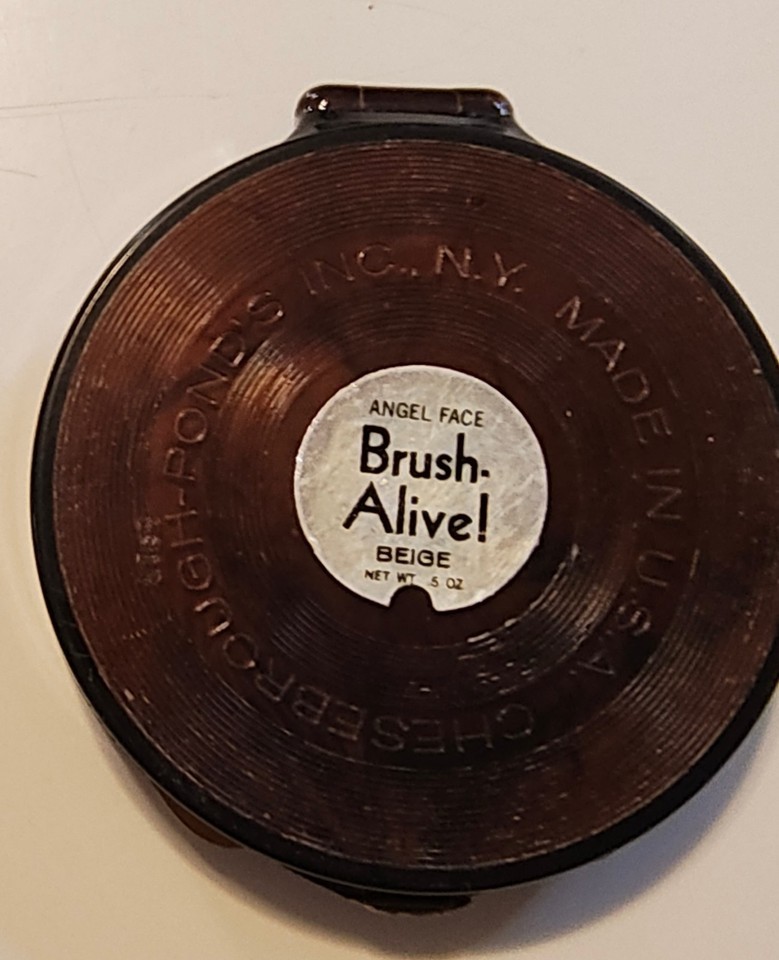 CHESEBROUGH-POND'S INC., N.Y. MADE IN U.S.A.
ANGEL FACE
Brush-
Alive!
BEIGE
NET WT .5 OZ